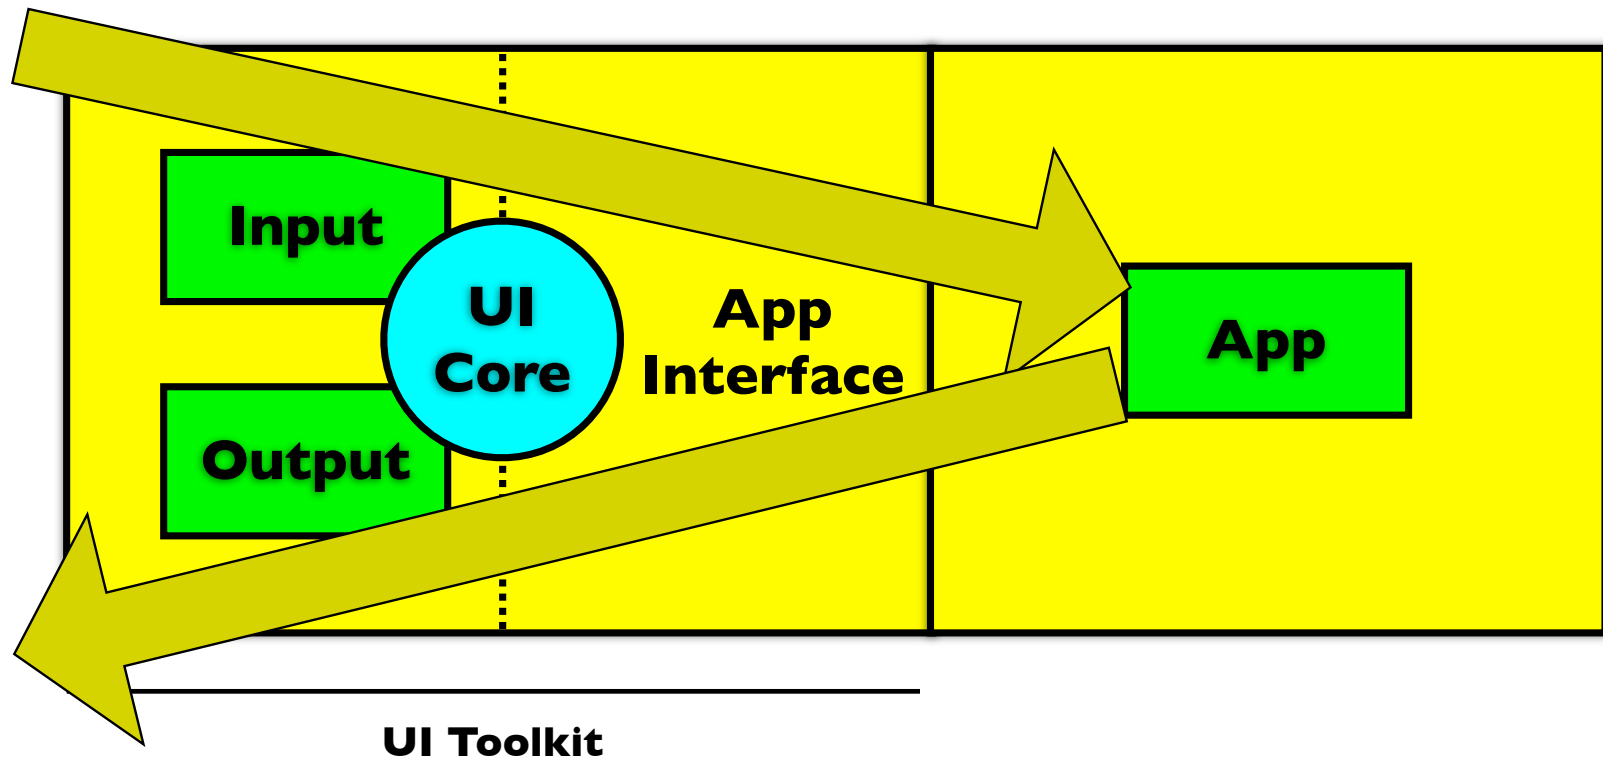 Input
UI
Core
App
Interface
App
Output
UI Toolkit